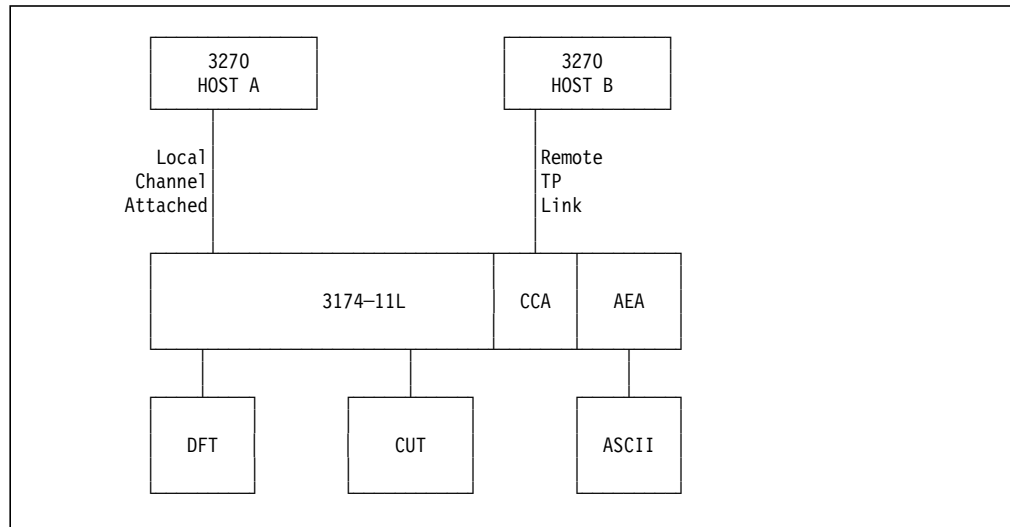 3270
HOST A
3270
HOST B
Local
Channel
Attached
Remote
TP
Link
3174–11L
CCA
AEA
DFT
CUT
ASCII